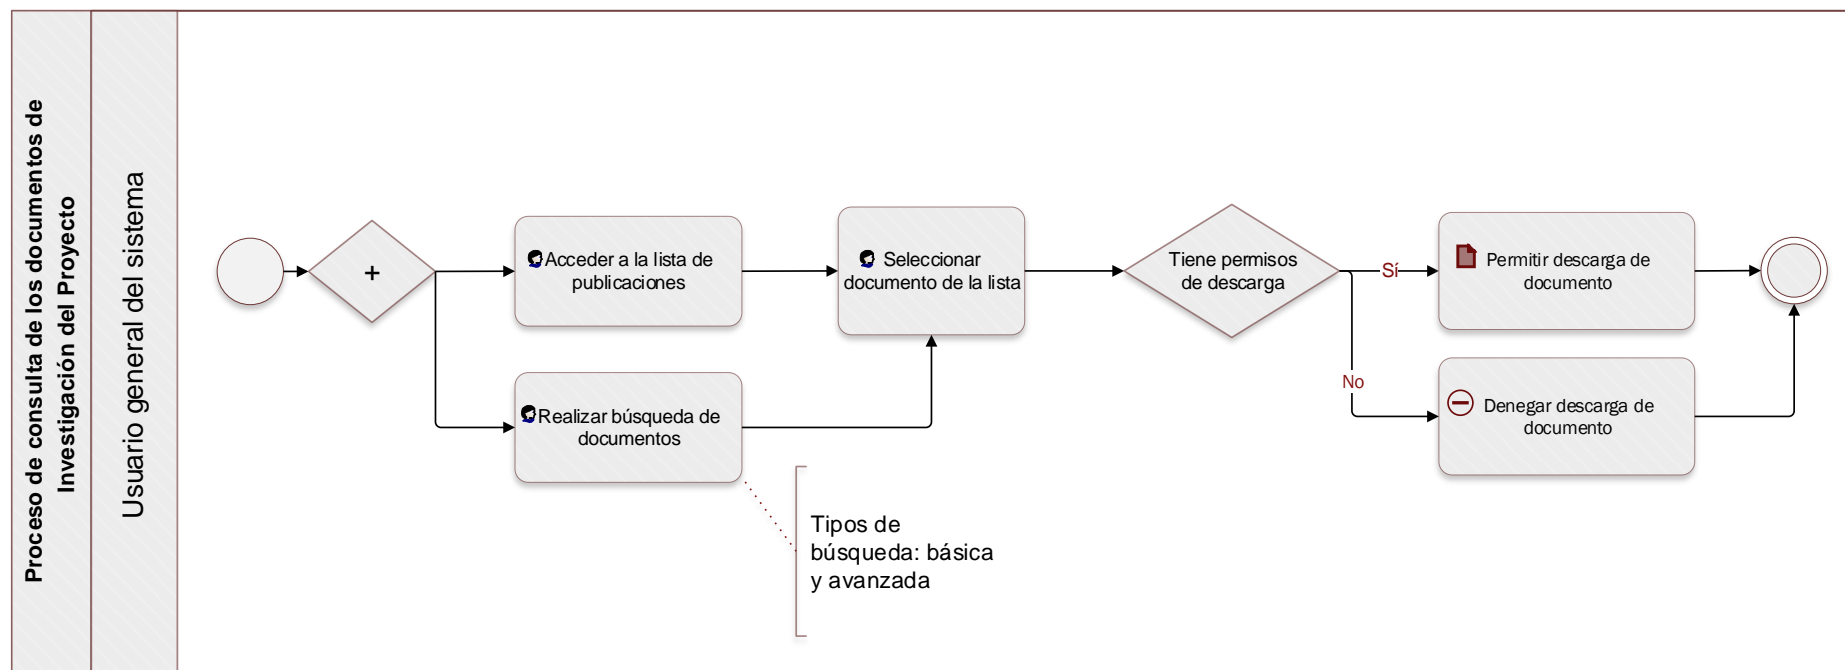 Proceso de consulta de los documentos de
Investigación del Proyecto
Usuario general del sistema
+
Acceder a la lista de
publicaciones
Realizar búsqueda de
documentos
Tipos de
búsqueda: básica
y avanzada
Seleccionar
documento de la lista
Tiene permisos
de descarga
Sí
No
Permitir descarga de
documento
Denegar descarga de
documento